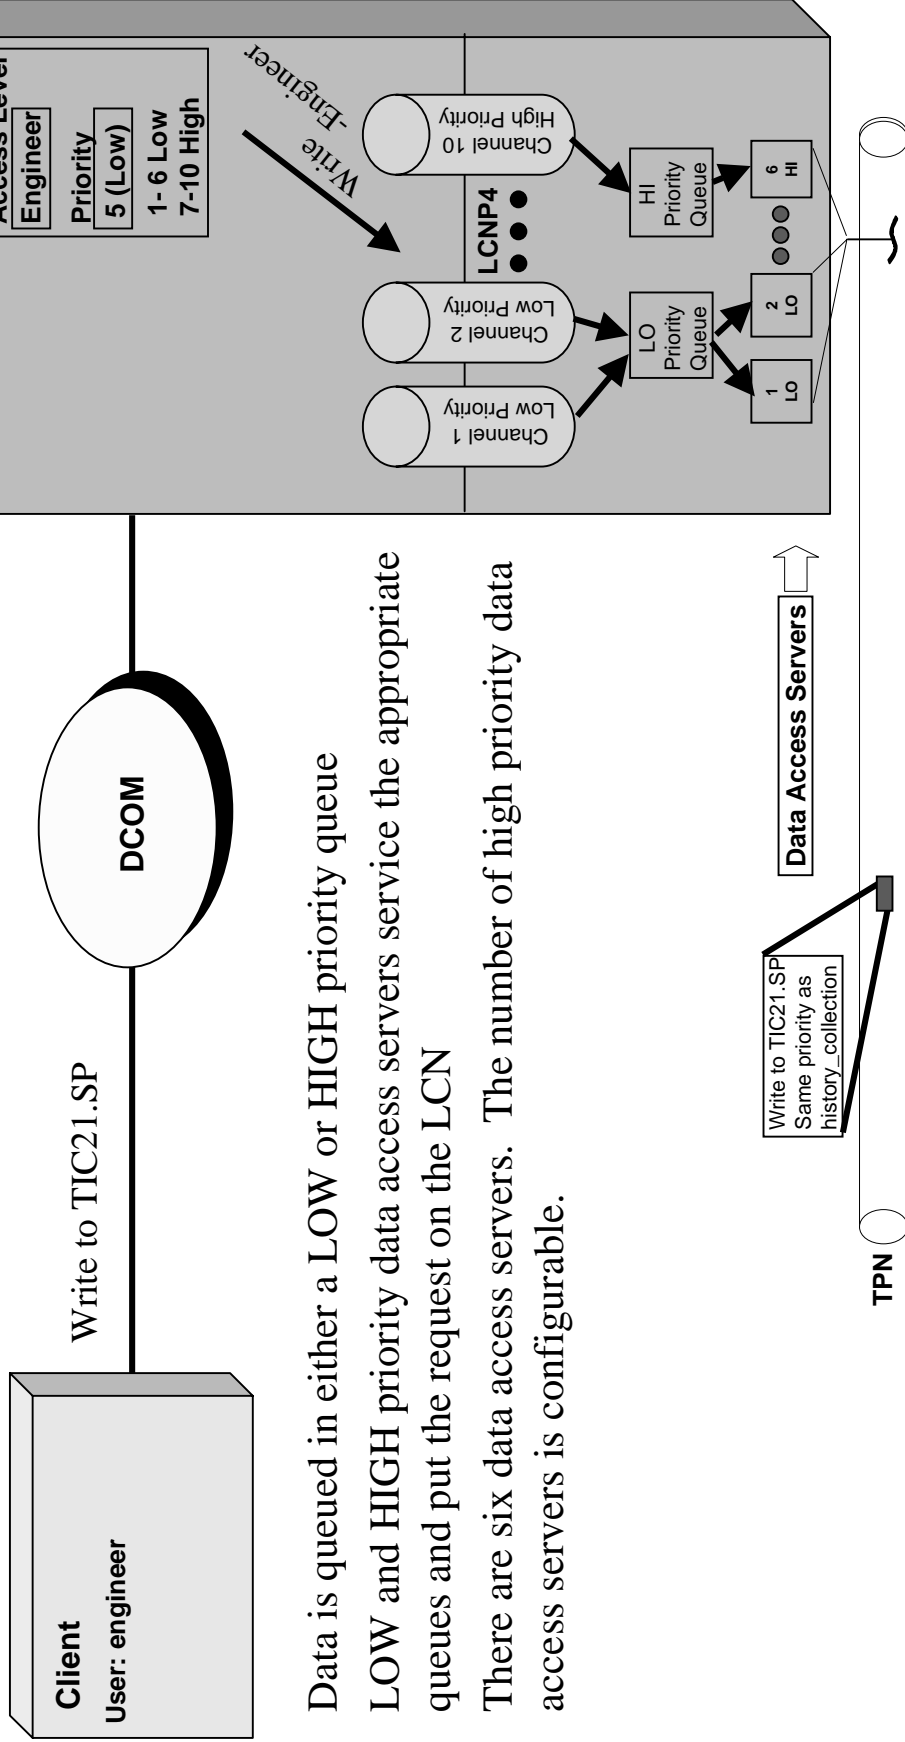 Client
User: engineer
Write to TIC21.SP
DCOM
Access Level
Engineer
Priority
5 (Low)
1- 6 Low
7-10 High
Write
-Engineer
Data is queued in either a LOW or HIGH priority queue
LOW and HIGH priority data access servers service the appropriate
queues and put the request on the LCN
There are six data access servers.  The number of high priority data
access servers is configurable.
Channel 1
Low Priority
Channel 2
Low Priority
LCNP4
Channel 10
High Priority
LO
Priority
Queue
HI
Priority
Queue
1
LO
2
LO
6
HI
Data Access Servers
Write to TIC21.SP
Same priority as
history_collection
TPN